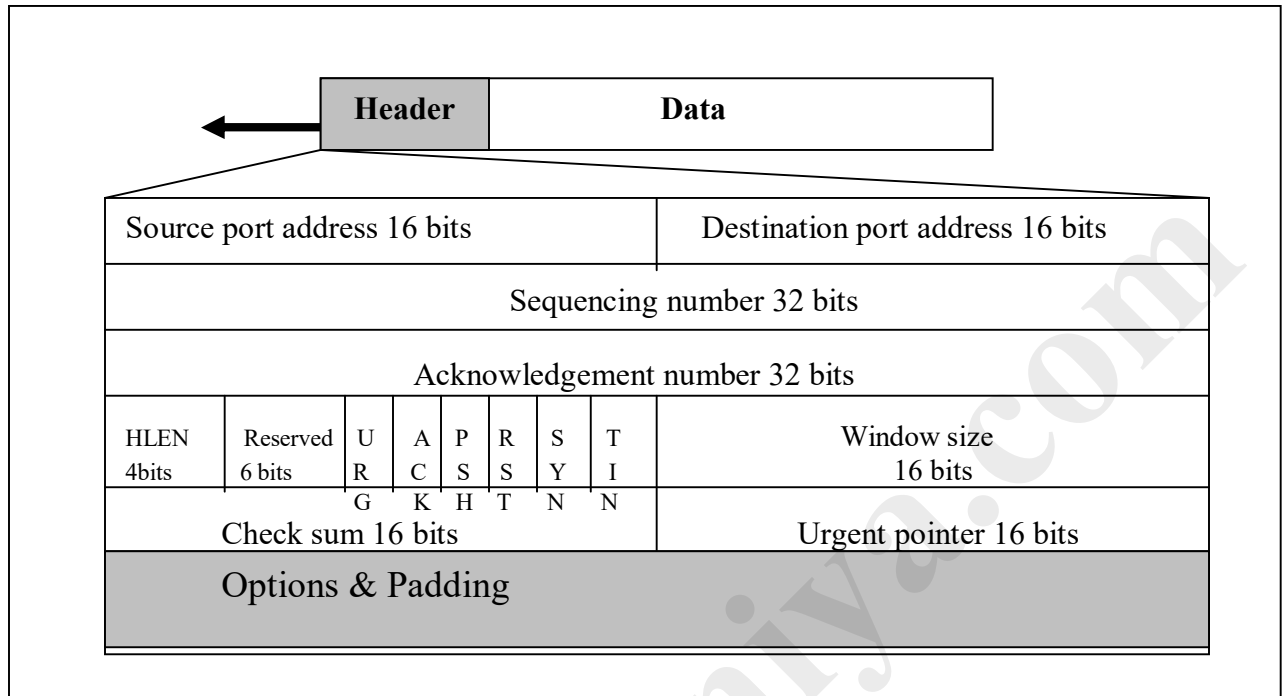 Header Data
Source port address 16 bits Destination port address 16 bits
Sequencing number 32 bits
Acknowledgement number 32 bits
HLEN Reserved U A P R S T Window size
4bits 6 bits R C S S Y I 16 bits
G K H T N N
Check sum 16 bits Urgent pointer 16 bits
Options & Padding
niya.com